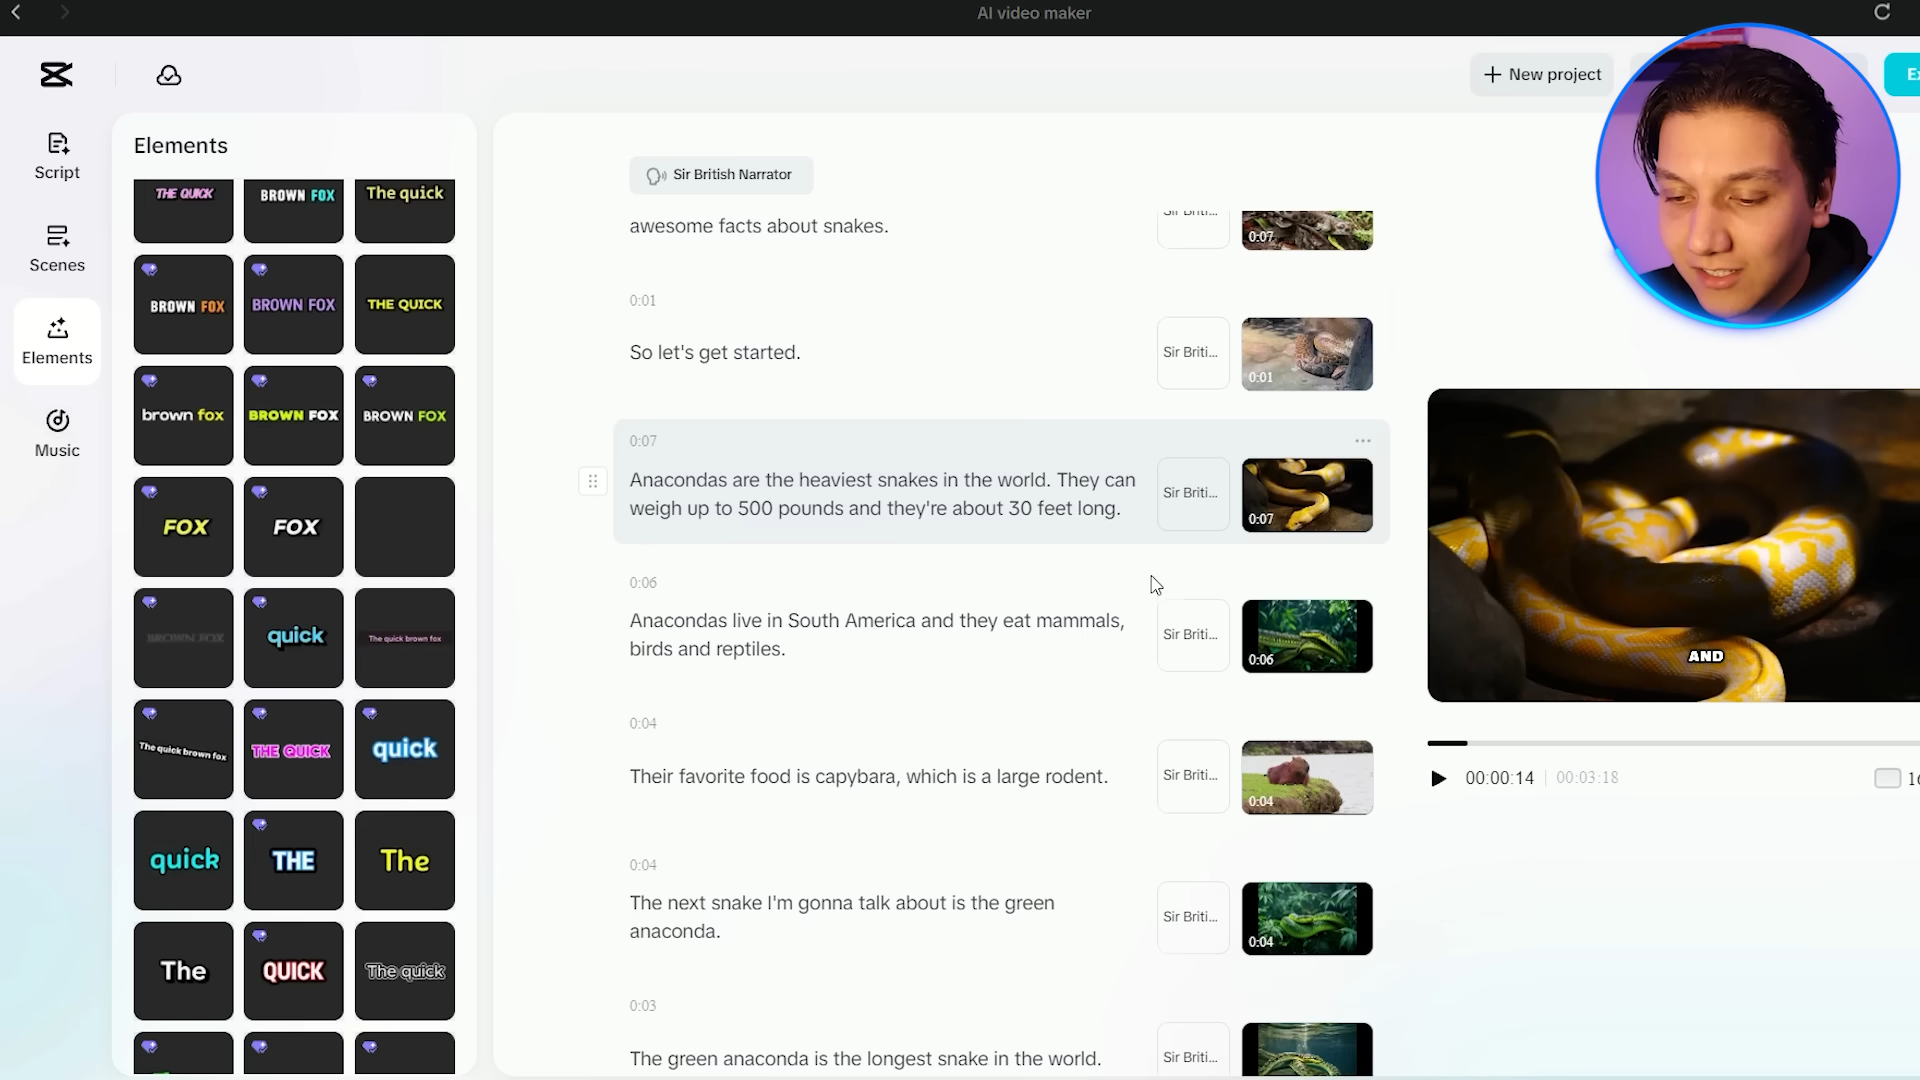 AI video maker
New project
Ex
Script
Scenes
Elements
Music
Elements
THE QUICK
BROWN FOX
The quick
BROWN FOX
BROWN FOX
THE QUICK
brown fox
BROWN FOX
BROWN FOX
FOX
FOX
BROWN FOX
quick
The quick brown fox
The quick brown fox
THE QUICK
quick
quick
THE
The
The
QUICK
The quick
Sir British Narrator
awesome facts about snakes.
Sir Briti...
0:07
0:01
So let's get started.
Sir Briti...
0:01
0:07
Anacondas are the heaviest snakes in the world. They can
weigh up to 500 pounds and they're about 30 feet long.
Sir Briti...
0:07
0:06
Anacondas live in South America and they eat mammals,
birds and reptiles.
Sir Briti...
0:06
0:04
Their favorite food is capybara, which is a large rodent.
Sir Briti...
0:04
0:04
The next snake I'm gonna talk about is the green
anaconda.
Sir Briti...
0:04
0:03
The green anaconda is the longest snake in the world.
Sir Briti...
AND
00:00:14
00:03:18
16